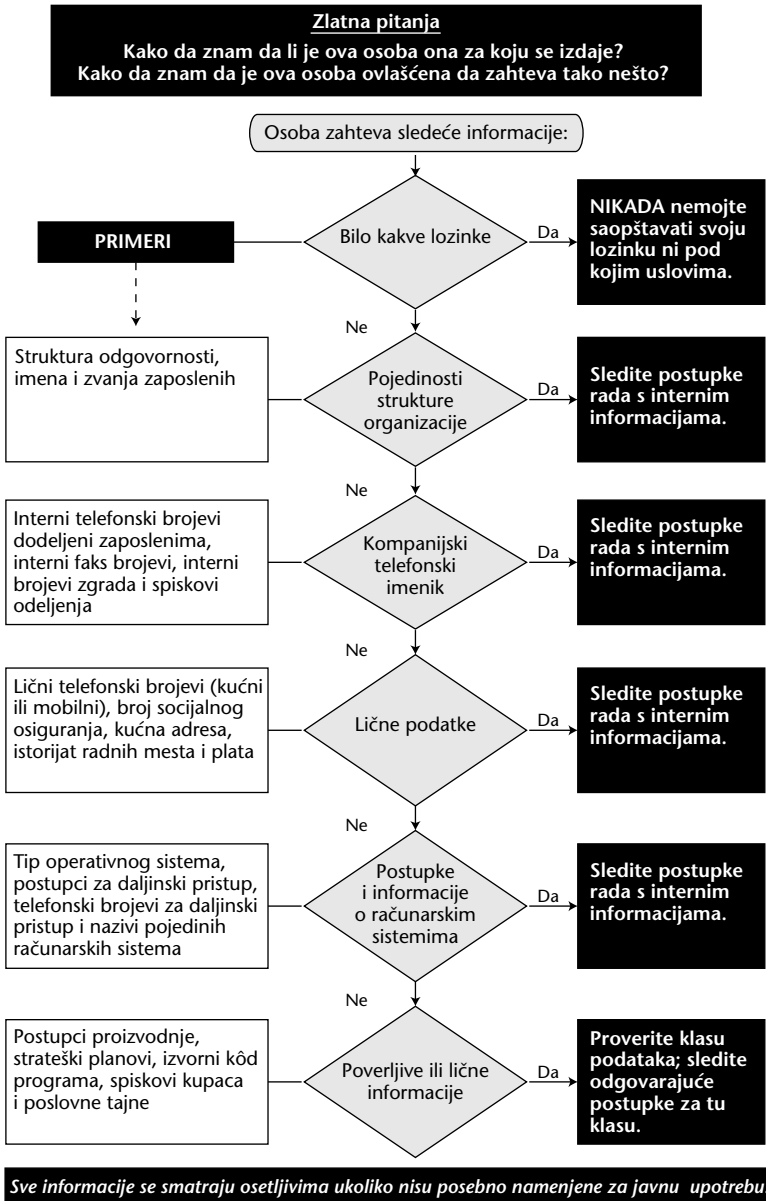 Zlatna pitanja
Kako da znam da li je ova osoba ona za koju se izdaje?
Kako da znam da je ova osoba ovlašćena da zahteva tako nešto?
Osoba zahteva sledeće informacije:
PRIMERI
Bilo kakve lozinke
Da
NIKADA nemojte
saopštavati svoju
lozinku ni pod
kojim uslovima.
Ne
Struktura odgovornosti,
imena i zvanja zaposlenih
Pojedinosti
strukture
organizacije
Da
Sledite postupke
rada s internim
informacijama.
Ne
Interni telefonski brojevi
dodeljeni zaposlenima,
interni faks brojevi, interni
brojevi zgrada i spiskovi
odeljenja
Kompanijski
telefonski
imenik
Da
Sledite postupke
rada s internim
informacijama.
Ne
Lični telefonski brojevi (kućni
ili mobilni), broj socijalnog
osiguranja, kućna adresa,
istorijat radnih mesta i plata
Lične podatke
Da
Sledite postupke
rada s internim
informacijama.
Ne
Tip operativnog sistema,
postupci za daljinski pristup,
telefonski brojevi za daljinski
pristup i nazivi pojedinih
računarskih sistema
Postupke
i informacije
o računarskim
sistemima
Da
Sledite postupke
rada s internim
informacijama.
Ne
Postupci proizvodnje,
strateški planovi, izvorni kôd
programa, spiskovi kupaca
i poslovne tajne
Poverljive ili lične
informacije
Da
Proverite klasu
podataka; sledite
odgovarajuće
postupke za tu
klasu.
Sve informacije se smatraju osetljivima ukoliko nisu posebno namenjene za javnu upotrebu